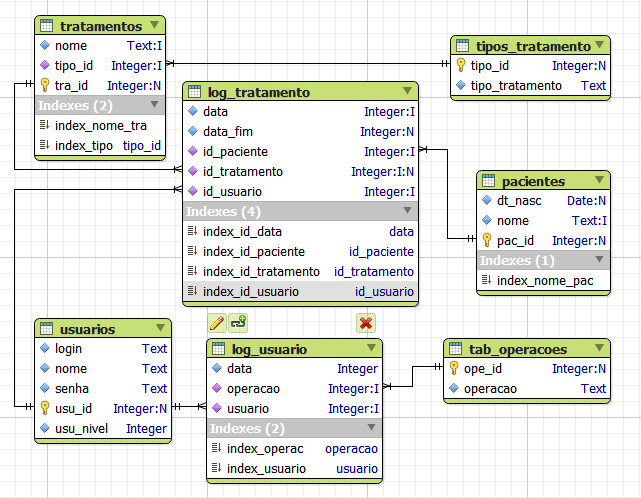 tratamentos
nome Text:I
tipo_id Integer:I
tra_id Integer:N
Indexes (2)
index_nome_tra
index_tipo tipo_id
tipos_tratamento
tipo_id Integer:N
tipo_tratamento Text
log_tratamento
data Integer:I
data_fim Integer:N
id_paciente Integer:I
id_tratamento Integer:I:N
id_usuario Integer:I
Indexes (4)
index_id_data data
index_id_paciente id_paciente
index_id_tratamento id_tratamento
index_id_usuario id_usuario
pacientes
dt_nasc Date:N
nome Text:I
pac_id Integer:N
Indexes (1)
index_nome_pac
usuarios
login Text
nome Text
senha Text
usu_id Integer:N
usu_nivel Integer
log_usuario
data Integer
operacao Integer:I
usuario Integer:I
Indexes (2)
index_operac operacao
index_usuario usuario
tab_operacoes
ope_id Integer:N
operacao Text